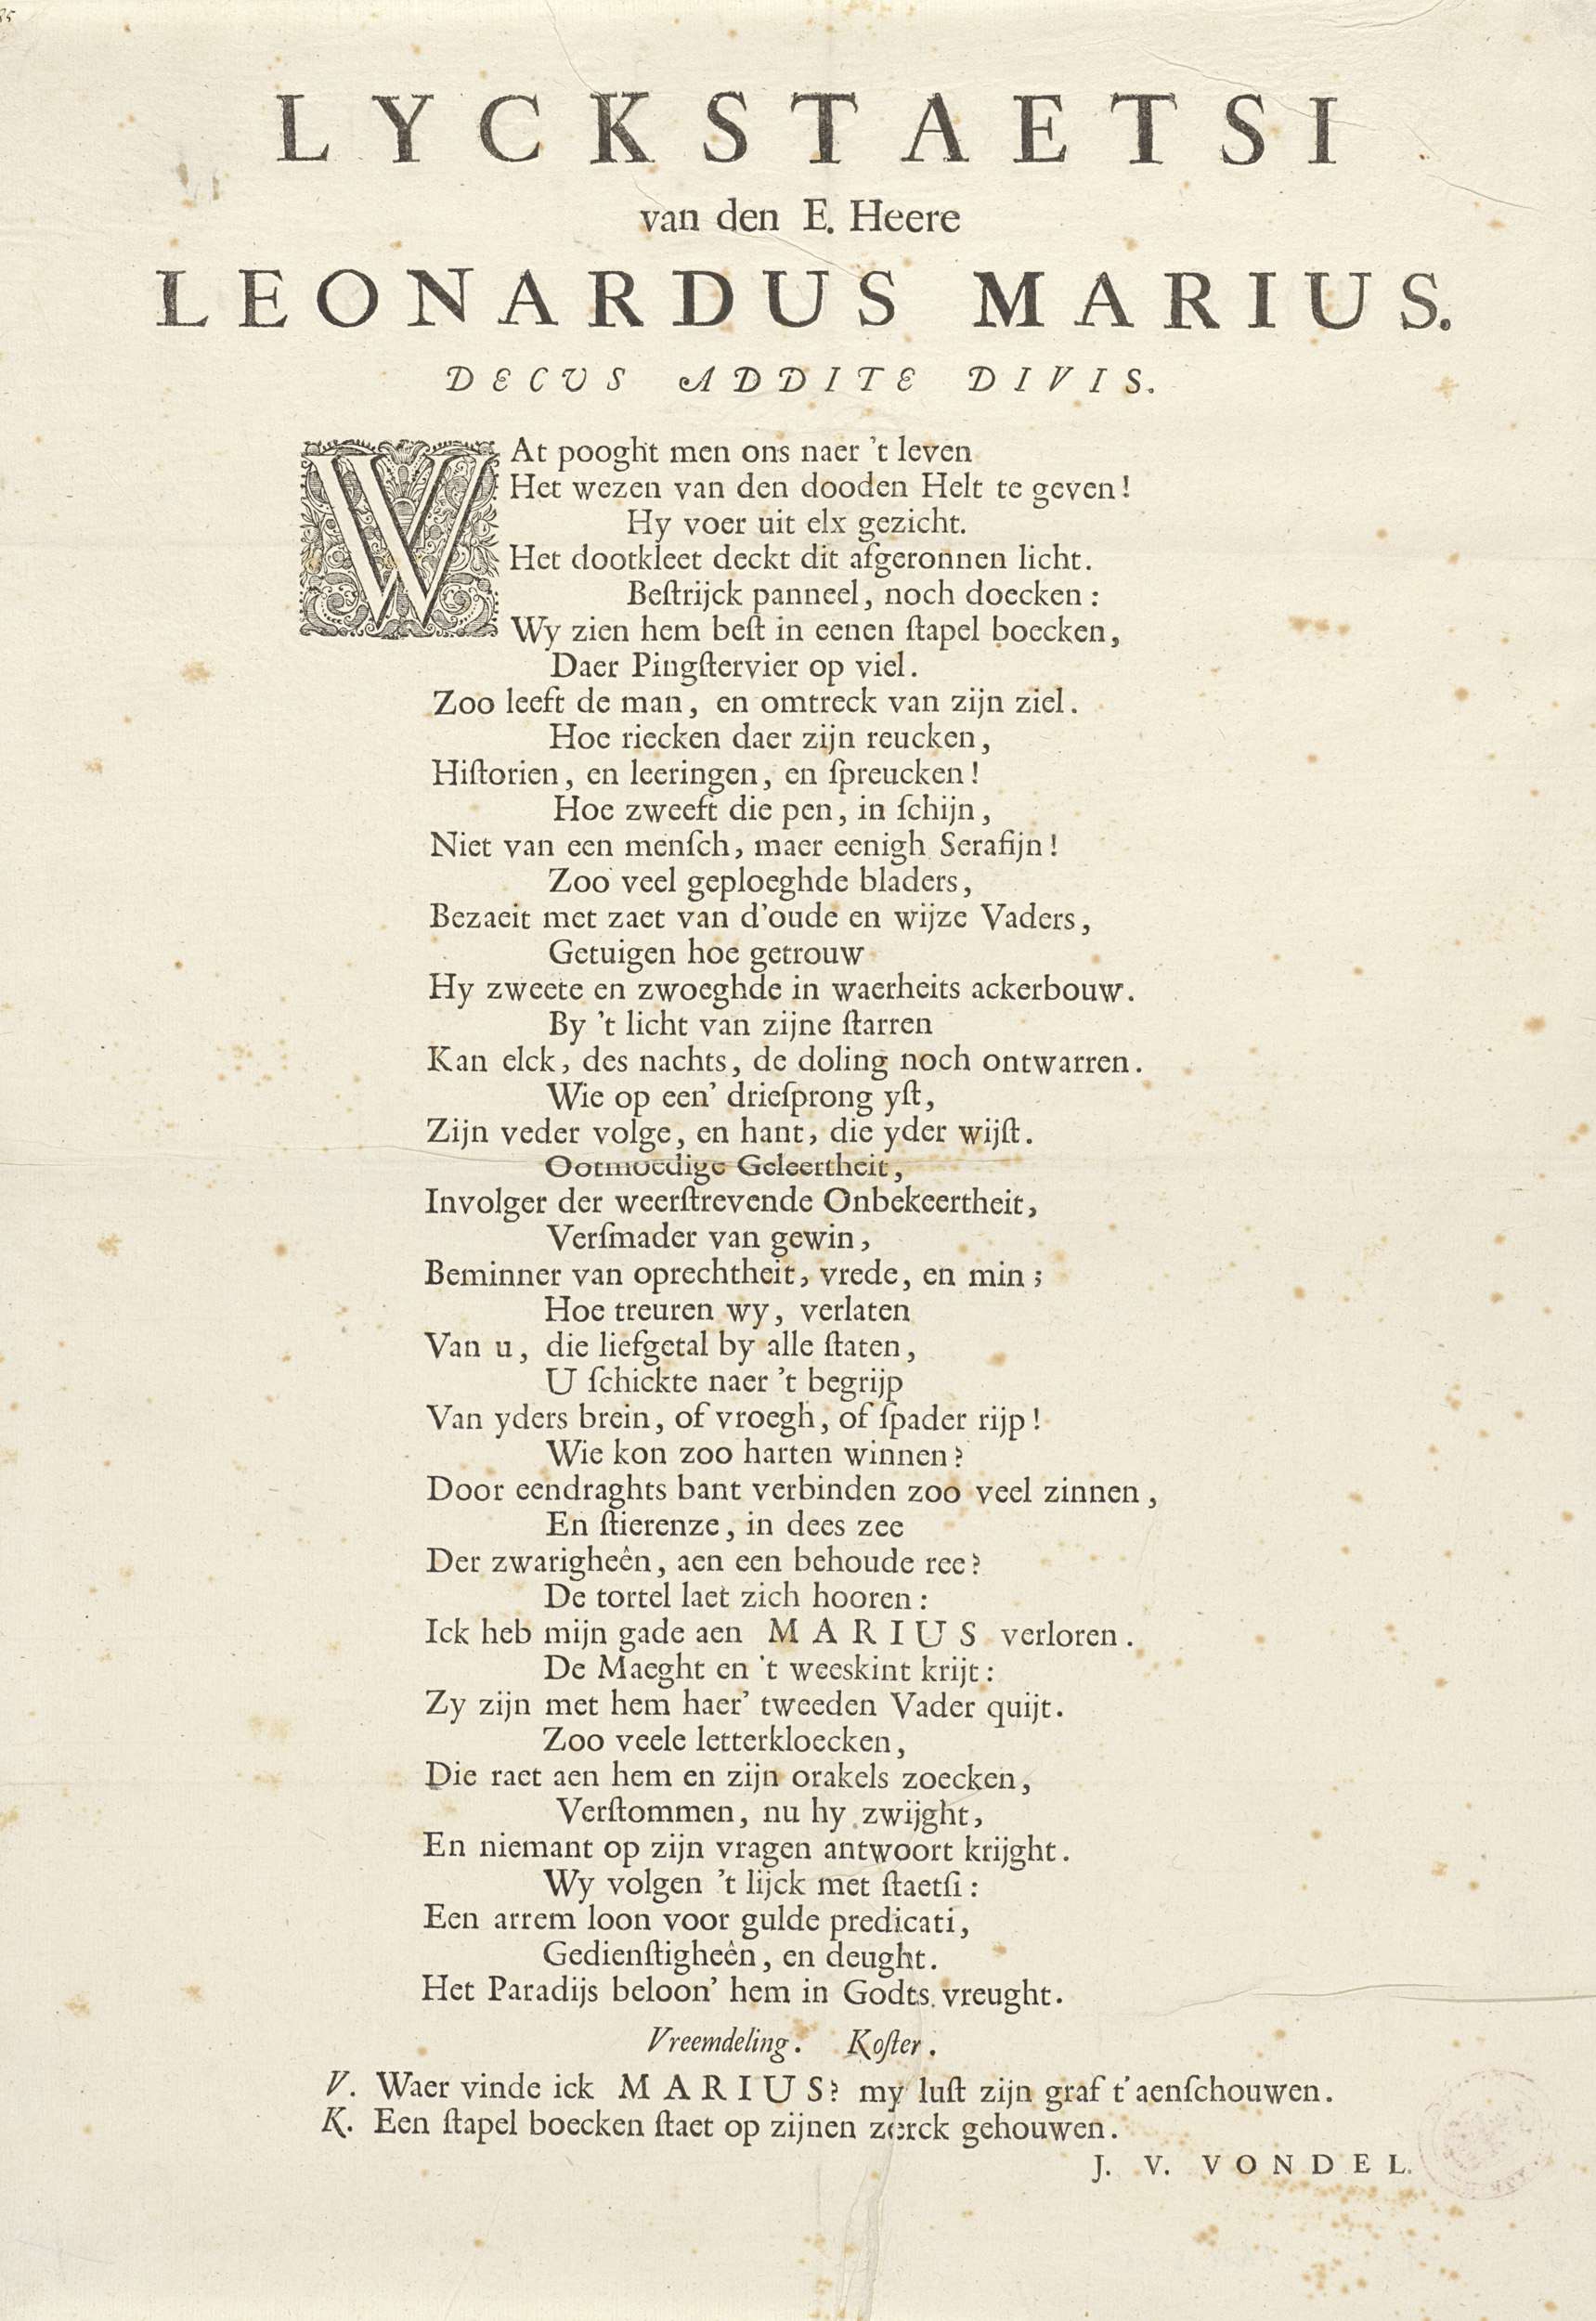 LYCKSTAETSI
van den E. Heere
LEONARDUS MARIUS.
DECUS ADDITE DIVIS.
WAt pooght men ons naer 't leven
Het wezen van den dooden Helt te geven!
Hy voer uit elx gezicht.
Het dootkleet deckt dit afgeronnen licht.
Beſtrijck panneel, noch doecken:
Wy zien hem beſt in eenen ſtapel boecken,
Daer Pingſtervier op viel.
Zoo leeft de man, en omtreck van zijn ziel.
Hoe riecken daer zijn reucken,
Hiſtorien, en leeringen, en ſpreucken!
Hoe zweeft die pen, in ſchijn,
Niet van een menſch, maer eenigh Serafijn!
Zoo veel geploeghde bladers,
Bezaeit met zaet van d'oude en wijze Vaders,
Getuigen hoe getrouw
Hy zweete en zwoeghde in waerheits ackerbouw.
By 't licht van zijne ſtarren
Kan elck, des nachts, de doling noch ontwarren.
Wie op een' drieſprong yſt,
Zijn veder volge, en hant, die yder wijſt.
Ootmoedige Geleertheit,
Involger der weerſtrevende Onbekeertheit,
Verſmader van gewin,
Beminner van oprechtheit, vrede, en min;
Hoe treuren wy, verlaten
Van u, die liefgetal by alle ſtaten,
U ſchickte naer 't begrijp
Van yders brein, of vroegh, of ſpader rijp!
Wie kon zoo harten winnen?
Door eendraghts bant verbinden zoo veel zinnen,
En ſtierenze, in dees zee
Der zwarigheên, aen een behoude ree?
De tortel laet zich hooren:
Ick heb mijn gade aen MARIUS verloren.
De Maeght en 't weeskint krijt:
Zy zijn met hem haer' tweeden Vader quijt.
Zoo veele letterkloecken,
Die raet aen hem en zijn orakels zoecken,
Verſtommen, nu hy zwijght,
En niemant op zijn vragen antwoort krijght.
Wy volgen 't lijck met ſtaetſi:
Een arrem loon voor gulde predicati,
Gedienſtigheên, en deught.
Het Paradijs beloon' hem in Godts vreught.
Vreemdeling. Koſter.
V. Waer vinde ick MARIUS? my luſt zijn graf t'aenſchouwen.
K. Een ſtapel boecken ſtaet op zijnen zerck gehouwen.
J. V. VONDEL.